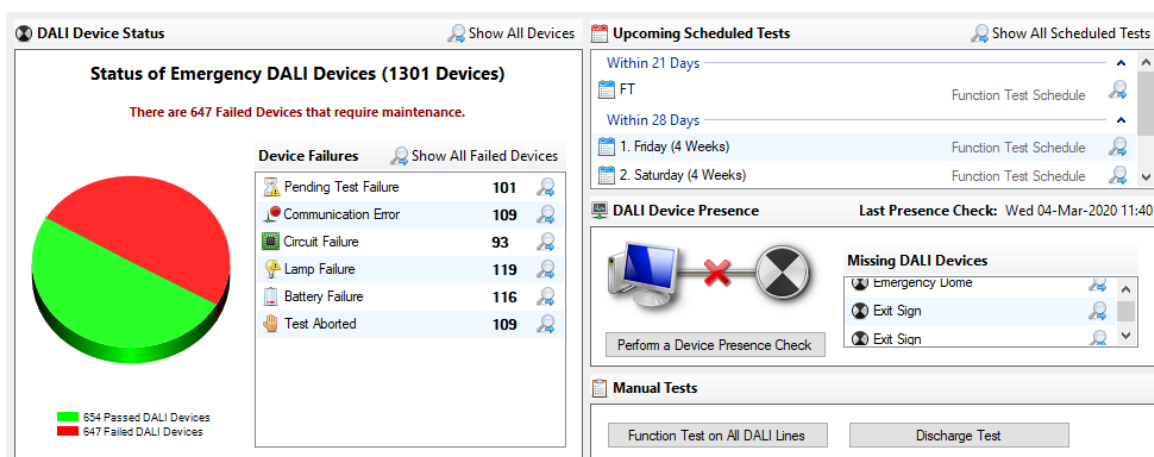 DALI Device Status
Show All Devices
Status of Emergency DALI Devices (1301 Devices)
There are 647 Failed Devices that require maintenance.
Device Failures
Show All Failed Devices
Pending Test Failure 101
Communication Error 109
Circuit Failure 93
Lamp Failure 119
Battery Failure 116
Test Aborted 109
654 Passed DALI Devices
647 Failed DALI Devices
Upcoming Scheduled Tests
Show All Scheduled Tests
Within 21 Days
FT Function Test Schedule
Within 28 Days
1. Friday (4 Weeks) Function Test Schedule
2. Saturday (4 Weeks) Function Test Schedule
DALI Device Presence
Last Presence Check: Wed 04-Mar-2020 11:40
Missing DALI Devices
Emergency Dome
Exit Sign
Exit Sign
Perform a Device Presence Check
Manual Tests
Function Test on All DALI Lines
Discharge Test